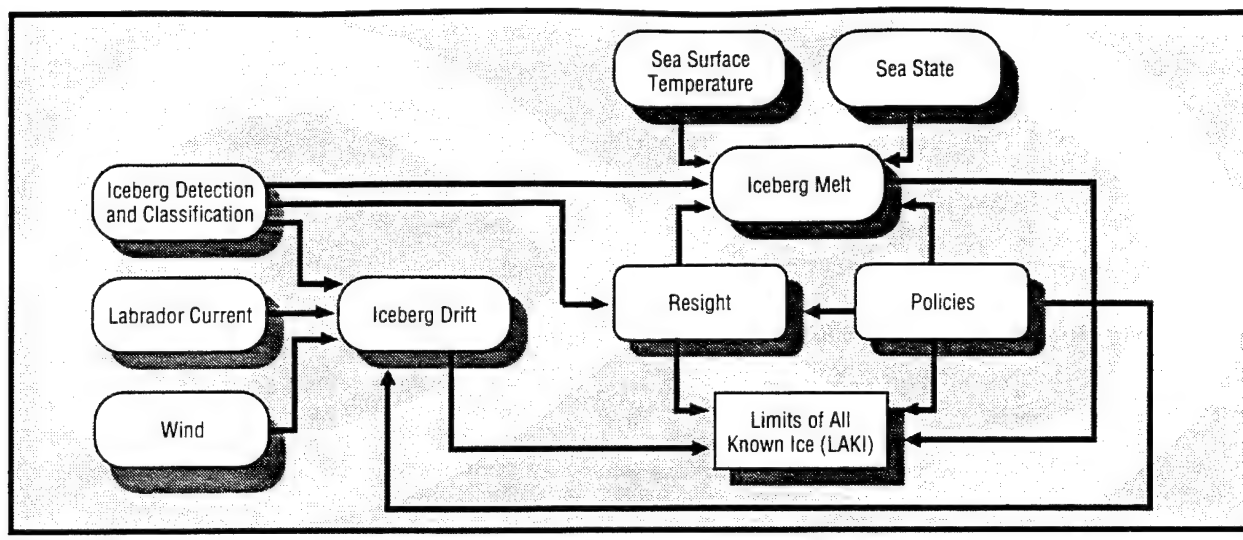 Sea Surface
Temperature
Sea State
Iceberg Detection
and Classification
Iceberg Melt
Labrador Current
Iceberg Drift
Resight
Policies
Wind
Limits of All
Known Ice (LAKI)